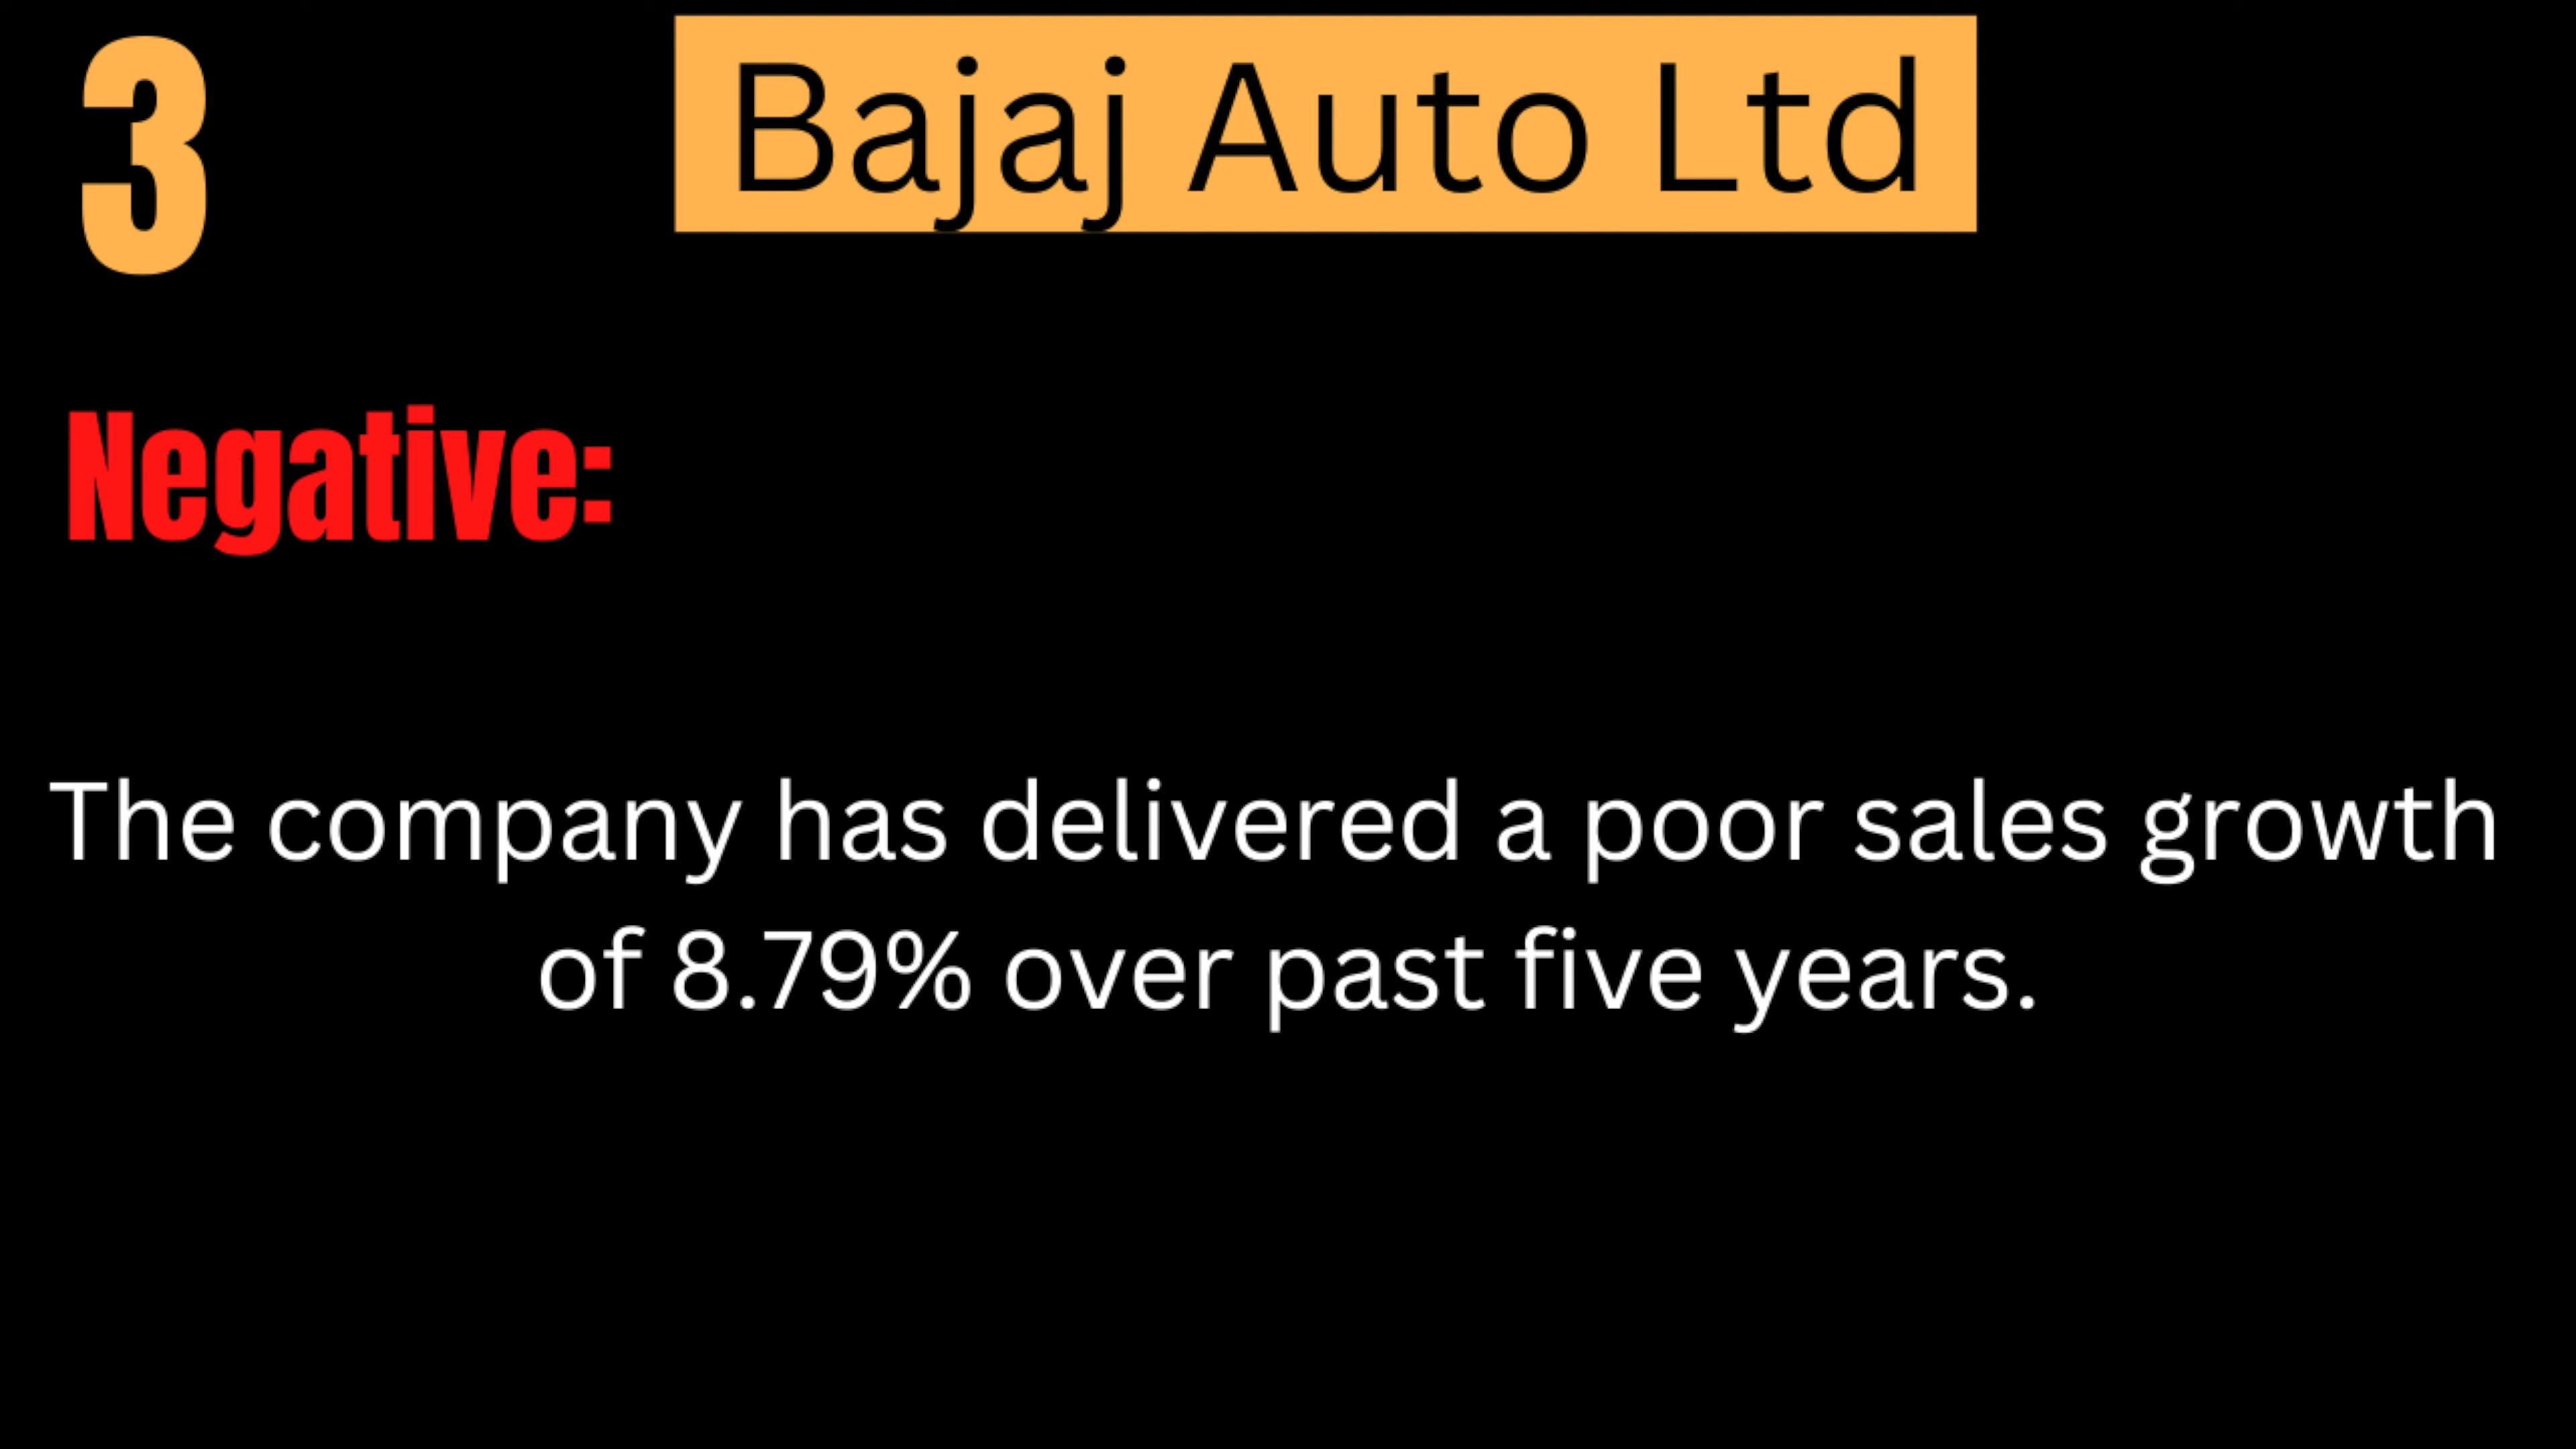 3
Bajaj Auto Ltd
Negative:
The company has delivered a poor sales growth
of 8.79% over past five years.